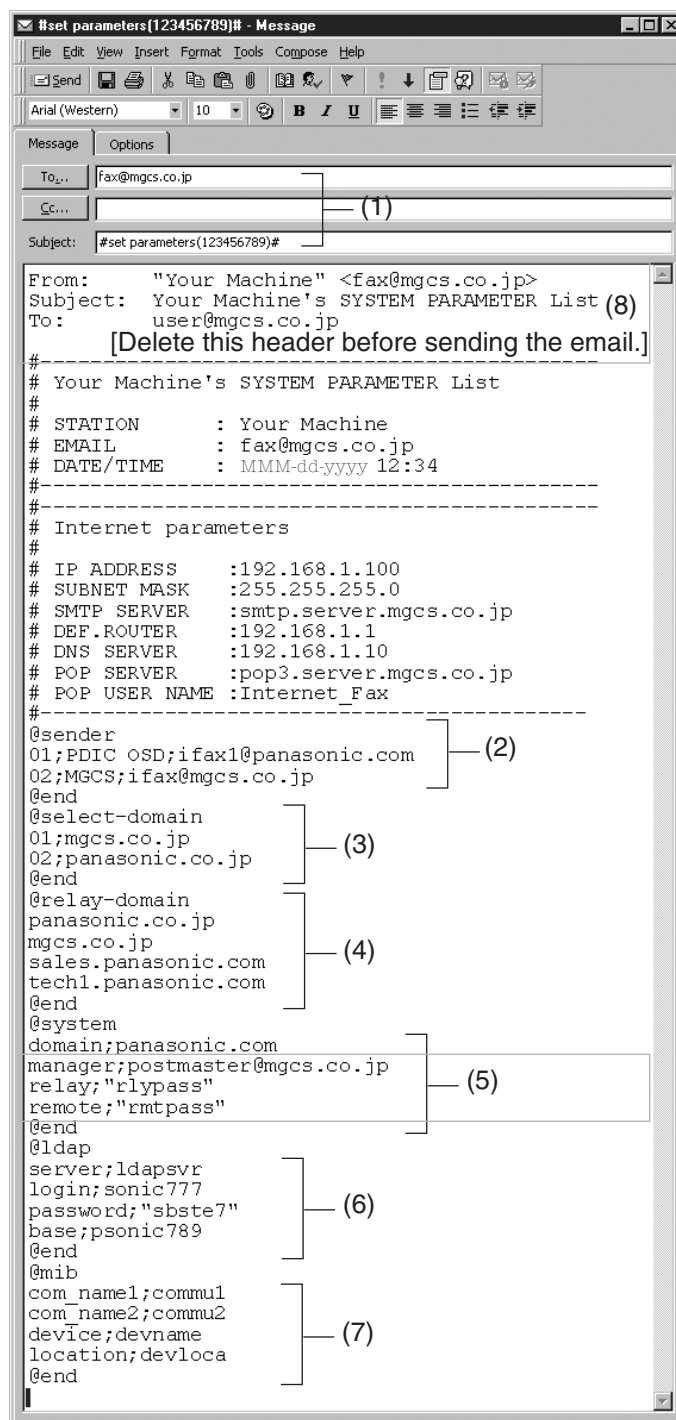 #set parameters(123456789)# - Message
File Edit View Insert Format Tools Compose Help
Send
Arial (Western) 10 B I U
Message Options
To... fax@mgcs.co.jp
(1)
Cc...
Subject: #set parameters(123456789)#
From: "Your Machine" <fax@mgcs.co.jp>
Subject: Your Machine's SYSTEM PARAMETER List
(8)
To: user@mgcs.co.jp
[Delete this header before sending the email.]
#---------------------------------------------
# Your Machine's SYSTEM PARAMETER List
#
# STATION : Your Machine
# EMAIL : fax@mgcs.co.jp
# DATE/TIME : MMM-dd-yyyy 12:34
#---------------------------------------------
#---------------------------------------------
# Internet parameters
#
# IP ADDRESS :192.168.1.100
# SUBNET MASK :255.255.255.0
# SMTP SERVER :smtp.server.mgcs.co.jp
# DEF.ROUTER :192.168.1.1
# DNS SERVER :192.168.1.10
# POP SERVER :pop3.server.mgcs.co.jp
# POP USER NAME :Internet_Fax
#--------------------------------------------
@sender
01;PDIC OSD;ifax1@panasonic.com
(2)
02;MGCS;ifax@mgcs.co.jp
@end
@select-domain
01;mgcs.co.jp
(3)
02;panasonic.co.jp
@end
@relay-domain
panasonic.co.jp
mgcs.co.jp
(4)
sales.panasonic.com
tech1.panasonic.com
@end
@system
domain;panasonic.com
manager;postmaster@mgcs.co.jp
(5)
relay;"rlypass"
remote;"rmtpass"
@end
@ldap
server;ldapsvr
login;sonic777
(6)
password;"sbste7"
base;psonic789
@end
@mib
com_name1;commu1
com_name2;commu2
(7)
device;devname
location;devloca
@end